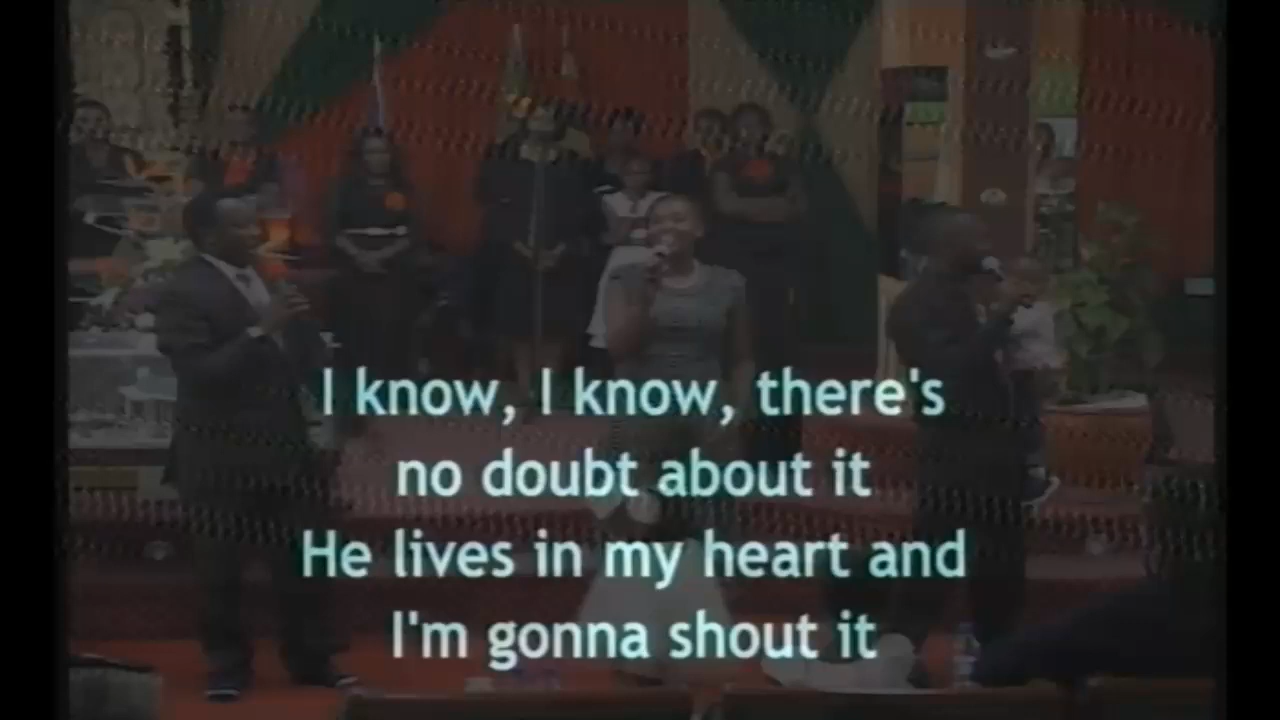 I know, I know, there's
no doubt about it
He lives in my heart and
I'm gonna shout it